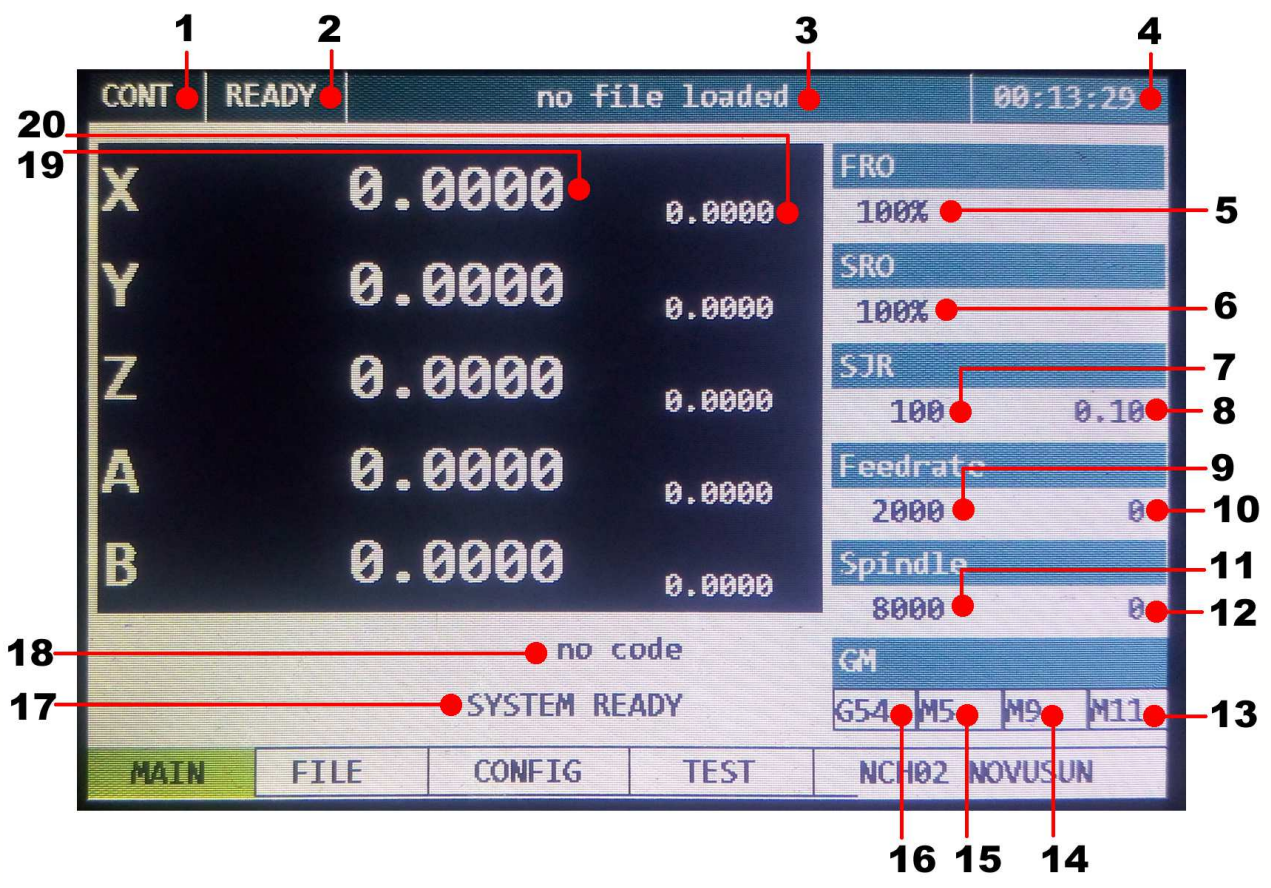 1 2 3 4
CONT READY no file loaded 00:13:29
20
19
X 0.0000 0.0000
FRO
100% 5
Y 0.0000 0.0000
SRO
100% 6
Z 0.0000 0.0000
SJR 7
100 0.10 8
A 0.0000 0.0000
Feedrate 9
2000 0 10
B 0.0000 0.0000
Spindle 11
8000 0 12
18 no code
GM
17 SYSTEM READY
G54 M5 M9 M11 13
MAIN FILE CONFIG TEST NCH02 NOVUSUN
16 15 14